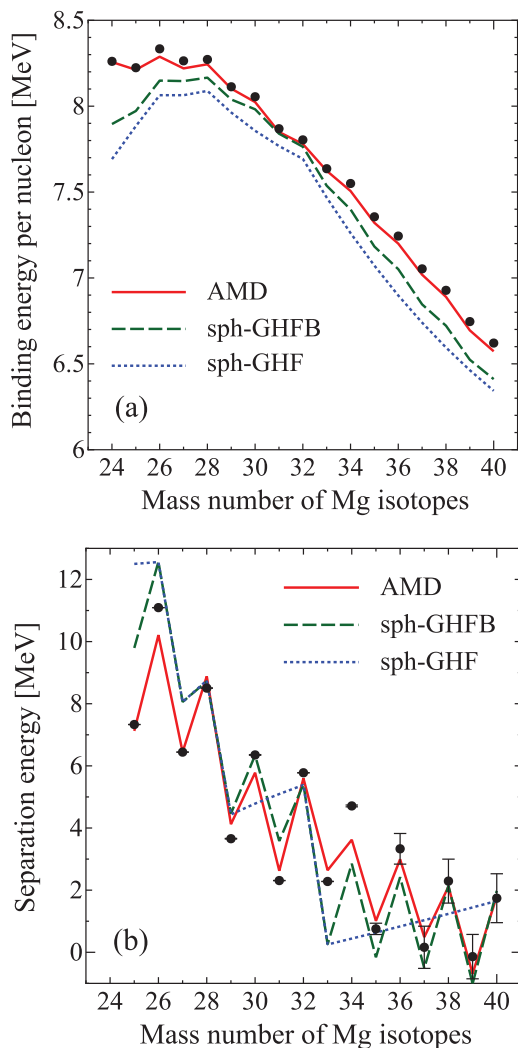 8.5
8
7.5
7
6.5
6
Binding energy per nucleon [MeV]
AMD
sph-GHFB
sph-GHF
(a)
24 26 28 30 32 34 36 38 40
Mass number of Mg isotopes
12
10
8
6
4
2
0
Separation energy [MeV]
AMD
sph-GHFB
sph-GHF
(b)
24 26 28 30 32 34 36 38 40
Mass number of Mg isotopes